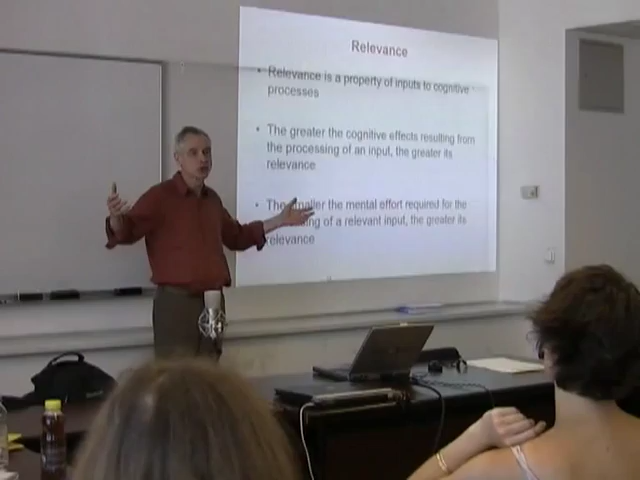 Relevance
• Relevance is a property of inputs to cognitive
processes
• The greater the cognitive effects resulting from
the processing of an input, the greater its
relevance
• The smaller the mental effort required for the
of a relevant input, the greater its
relevance